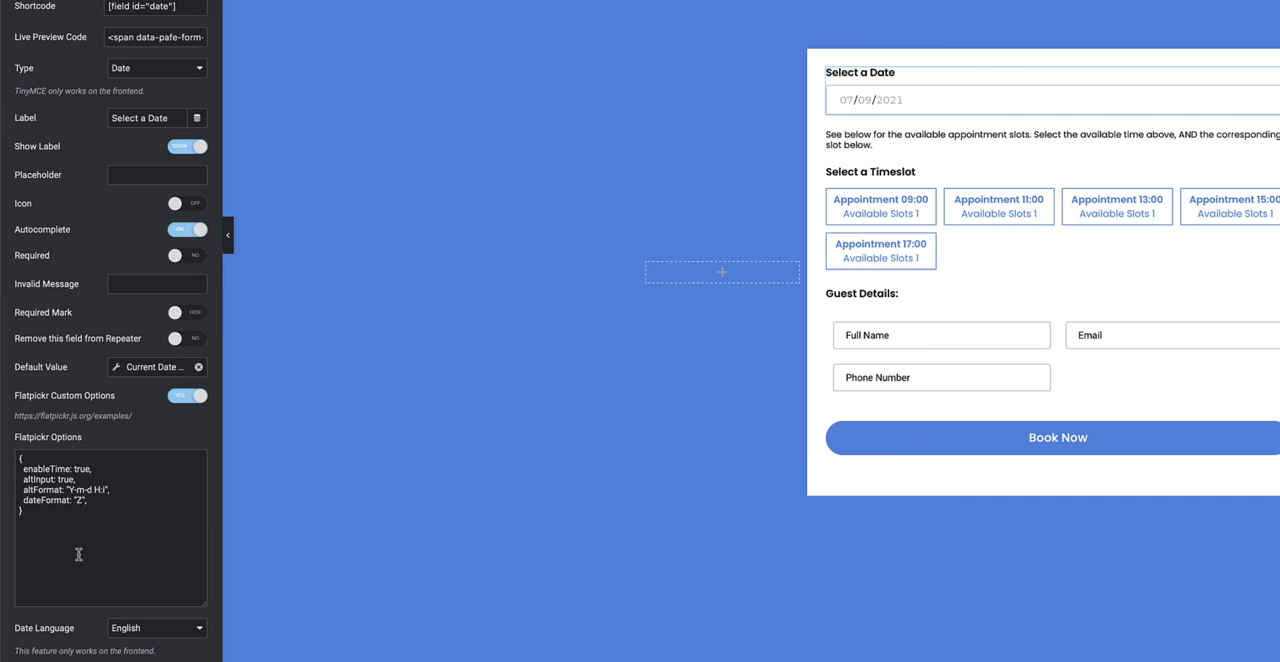 Shortcode
[field id="date"]
Live Preview Code
<span data-pafe-form-
Type
Date
TinyMCE only works on the frontend.
Label
Select a Date
Show Label
SHOW
Placeholder
Icon
OFF
Autocomplete
ON
Required
NO
Invalid Message
Required Mark
HIDE
Remove this field from Repeater
NO
Default Value
Current Date ...
Flatpickr Custom Options
YES
https://flatpickr.js.org/examples/
Flatpickr Options
{
enableTime: true,
altInput: true,
altFormat: "Y-m-d H:i",
dateFormat: "Z",
}
Date Language
English
This feature only works on the frontend.
Select a Date
07/09/2021
See below for the available appointment slots. Select the available time above, AND the corresponding
slot below.
Select a Timeslot
Appointment 09:00
Available Slots 1
Appointment 11:00
Available Slots 1
Appointment 13:00
Available Slots 1
Appointment 15:00
Available Slots 1
Appointment 17:00
Available Slots 1
Guest Details:
Full Name
Email
Phone Number
Book Now